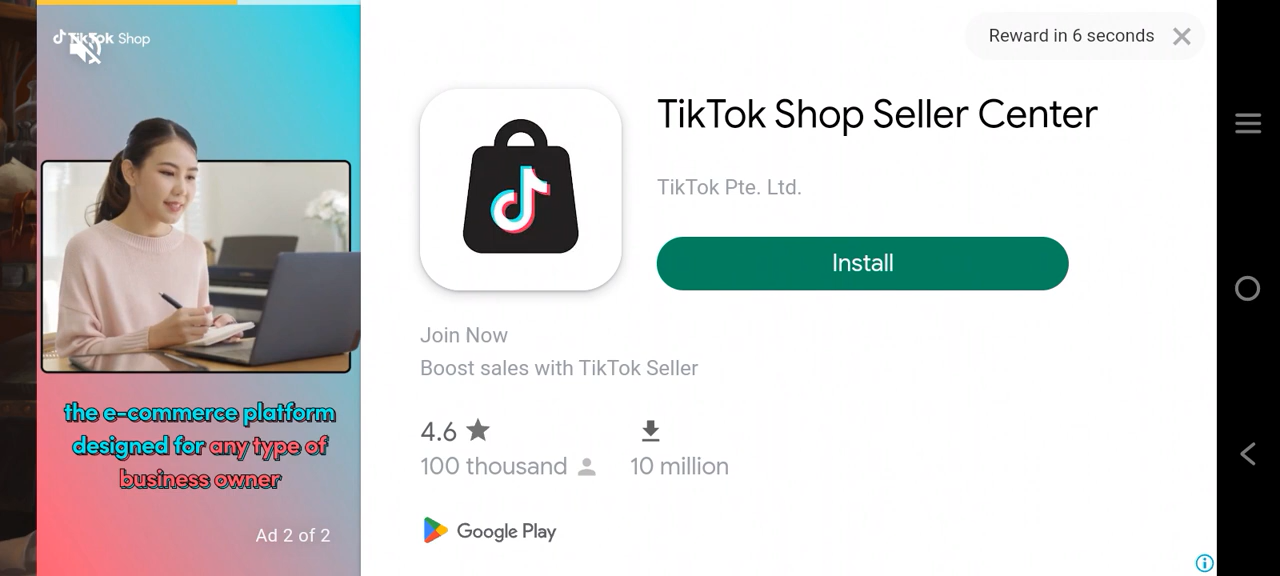 TikTok Shop
the e-commerce platform
designed for any type of
business owner
Ad 2 of 2
Reward in 6 seconds
TikTok Shop Seller Center
TikTok Pte. Ltd.
Install
Join Now
Boost sales with TikTok Seller
4.6
100 thousand
10 million
Google Play